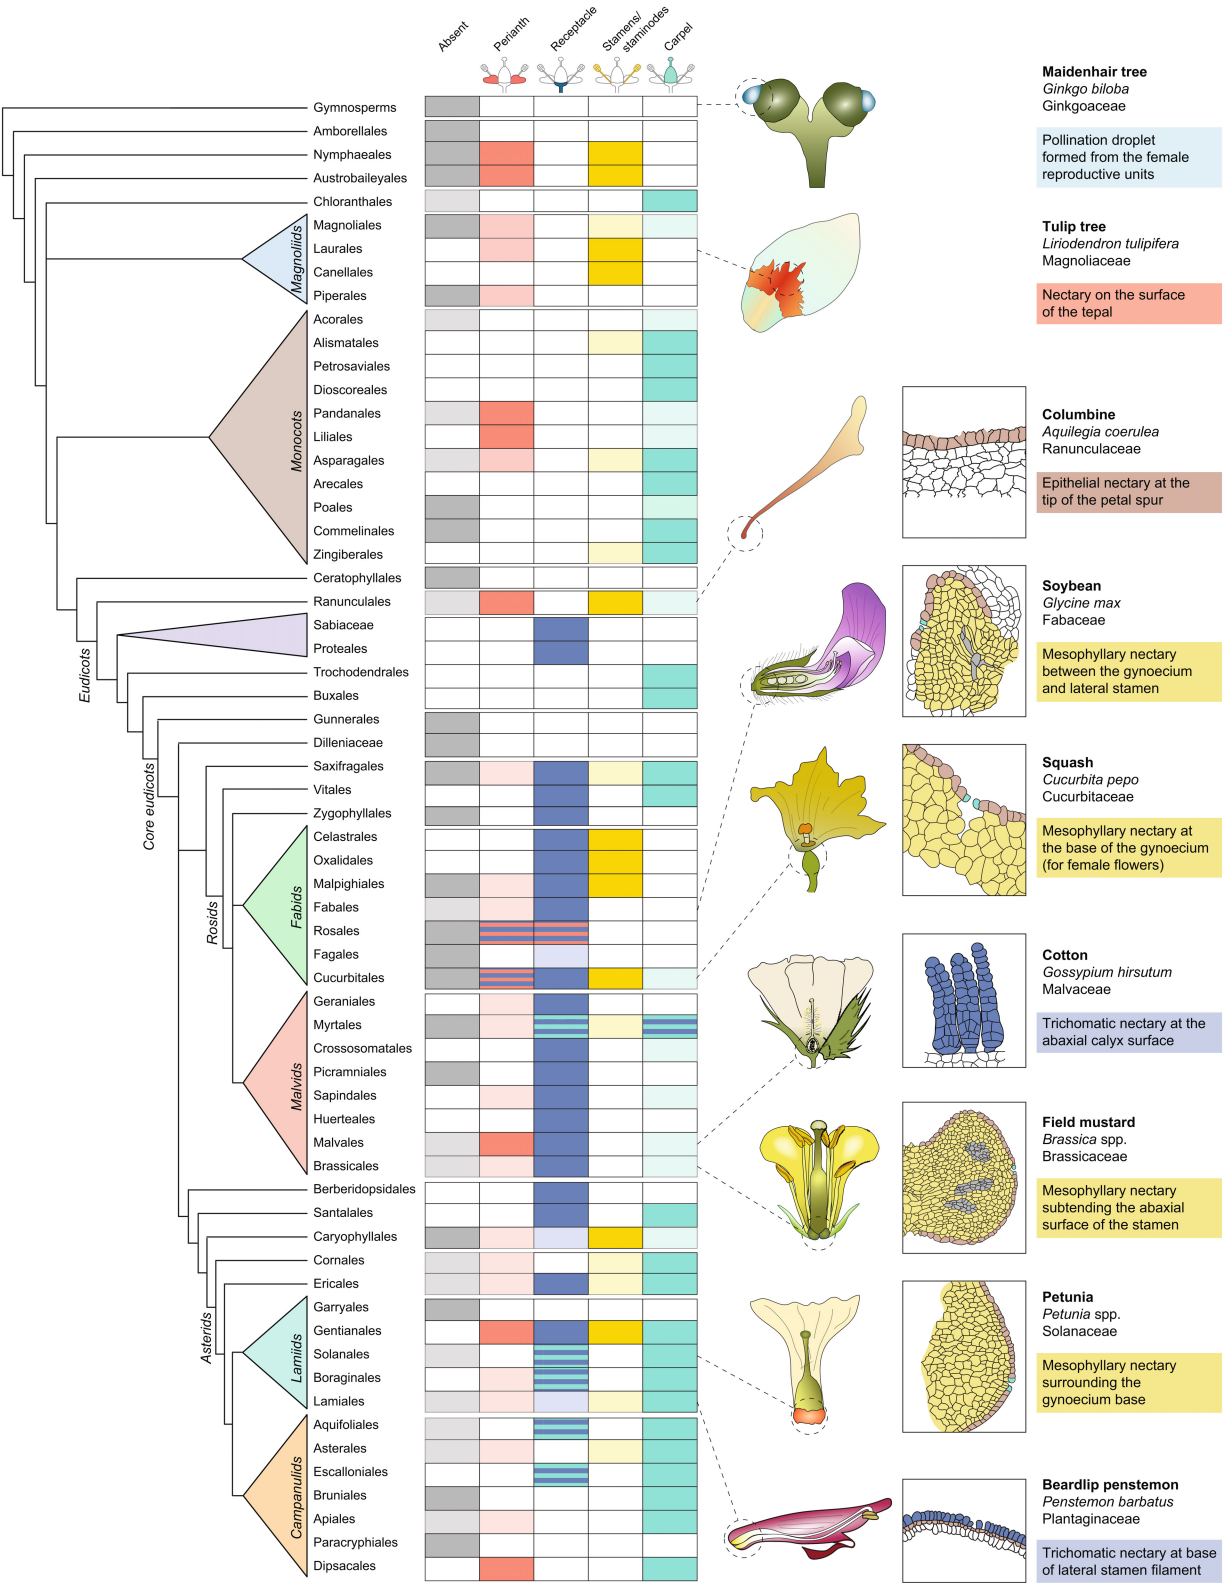 Absent
Perianth
Receptacle
Stamens/
staminodes
Carpel
Gymnosperms
Amborellales
Nymphaeales
Austrobaileyales
Chloranthales
Magnoliales
Laurales
Canellales
Piperales
Magnoliids
Acorales
Alismatales
Petrosaviales
Dioscoreales
Pandanales
Liliales
Asparagales
Arecales
Poales
Commelinales
Zingiberales
Monocots
Ceratophyllales
Ranunculales
Sabiaceae
Proteales
Trochodendrales
Buxales
Eudicots
Gunnerales
Dilleniaceae
Saxifragales
Vitales
Zygophyllales
Core eudicots
Celastrales
Oxalidales
Malpighiales
Fabales
Rosales
Fagales
Cucurbitales
Rosids
Fabids
Geraniales
Myrtales
Crossosomatales
Picramniales
Sapindales
Huerteales
Malvales
Brassicales
Malvids
Berberidopsidales
Santalales
Caryophyllales
Cornales
Ericales
Asterids
Garryales
Gentianales
Solanales
Boraginales
Lamiales
Lamiids
Aquifoliales
Asterales
Escalloniales
Bruniales
Apiales
Paracryphiales
Dipsacales
Campanulids
Maidenhair tree
Ginkgo biloba
Ginkgoaceae
Pollination droplet
formed from the female
reproductive units
Tulip tree
Liriodendron tulipifera
Magnoliaceae
Nectary on the surface
of the tepal
Columbine
Aquilegia coerulea
Ranunculaceae
Epithelial nectary at the
tip of the petal spur
Soybean
Glycine max
Fabaceae
Mesophyllary nectary
between the gynoecium
and lateral stamen
Squash
Cucurbita pepo
Cucurbitaceae
Mesophyllary nectary at
the base of the gynoecium
(for female flowers)
Cotton
Gossypium hirsutum
Malvaceae
Trichomatic nectary at the
abaxial calyx surface
Field mustard
Brassica spp.
Brassicaceae
Mesophyllary nectary
subtending the abaxial
surface of the stamen
Petunia
Petunia spp.
Solanaceae
Mesophyllary nectary
surrounding the
gynoecium base
Beardlip penstemon
Penstemon barbatus
Plantaginaceae
Trichomatic nectary at base
of lateral stamen filament